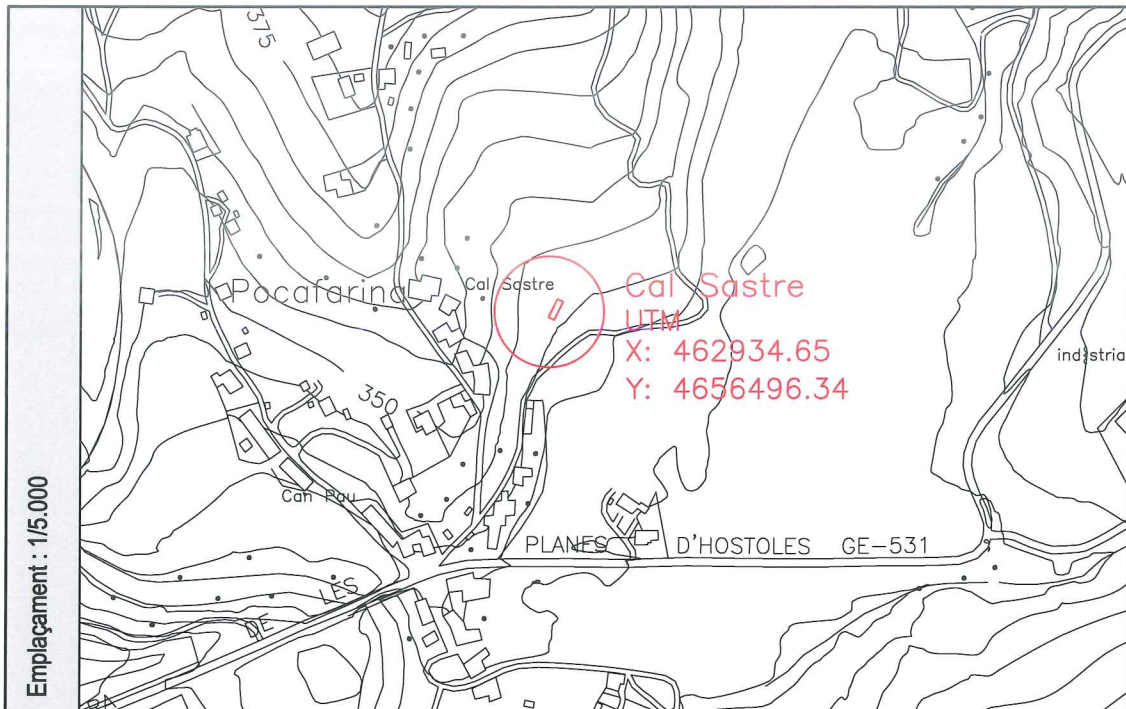 Emplaçament : 1/5.000
375
Pocafarina
Cal Sastre
Cal Sastre
UTM
X: 462934.65
Y: 4656496.34
350
Can Pau
PLANES D'HOSTOLES GE-531
DE LES